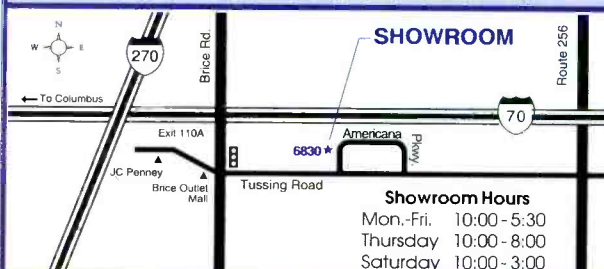 N
W E
S
270
Brice Rd.
SHOWROOM
Route 256
← To Columbus
70
Exit 110A
Americana
Pkwy.
6830★
JC Penney
Brice Outlet
Mall
Tussing Road
Showroom Hours
Mon.-Fri. 10:00 - 5:30
Thursday 10:00 - 8:00
Saturday 10:00 - 3:00